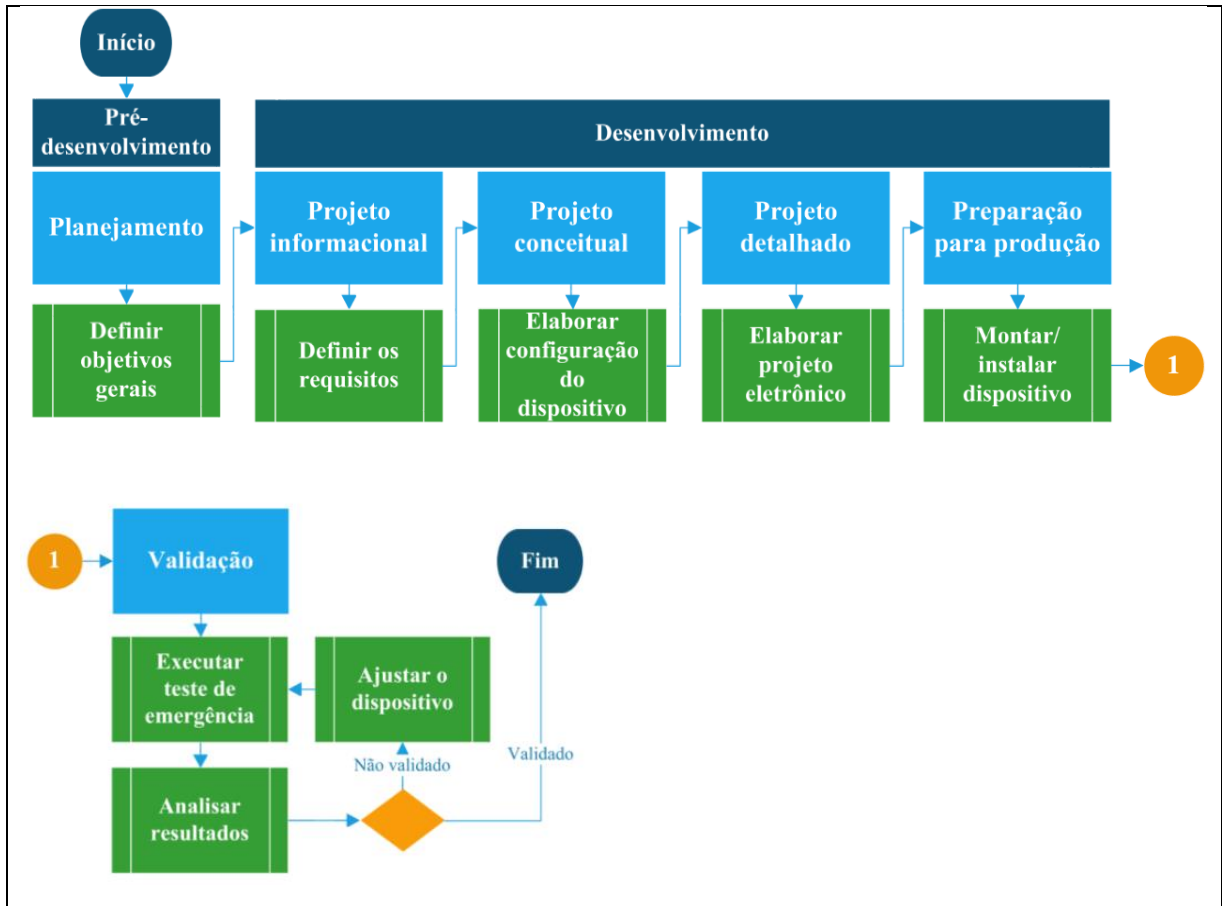 Início
Pré-
desenvolvimento
Desenvolvimento
Planejamento
Projeto
informacional
Projeto
conceitual
Projeto
detalhado
Preparação
para produção
Definir
objetivos
gerais
Definir os
requisitos
Elaborar
configuração
do
dispositivo
Elaborar
projeto
eletrônico
Montar/
instalar
dispositivo
1
1
Validação
Fim
Executar
teste de
emergência
Ajustar o
dispositivo
Não validado
Validado
Analisar
resultados